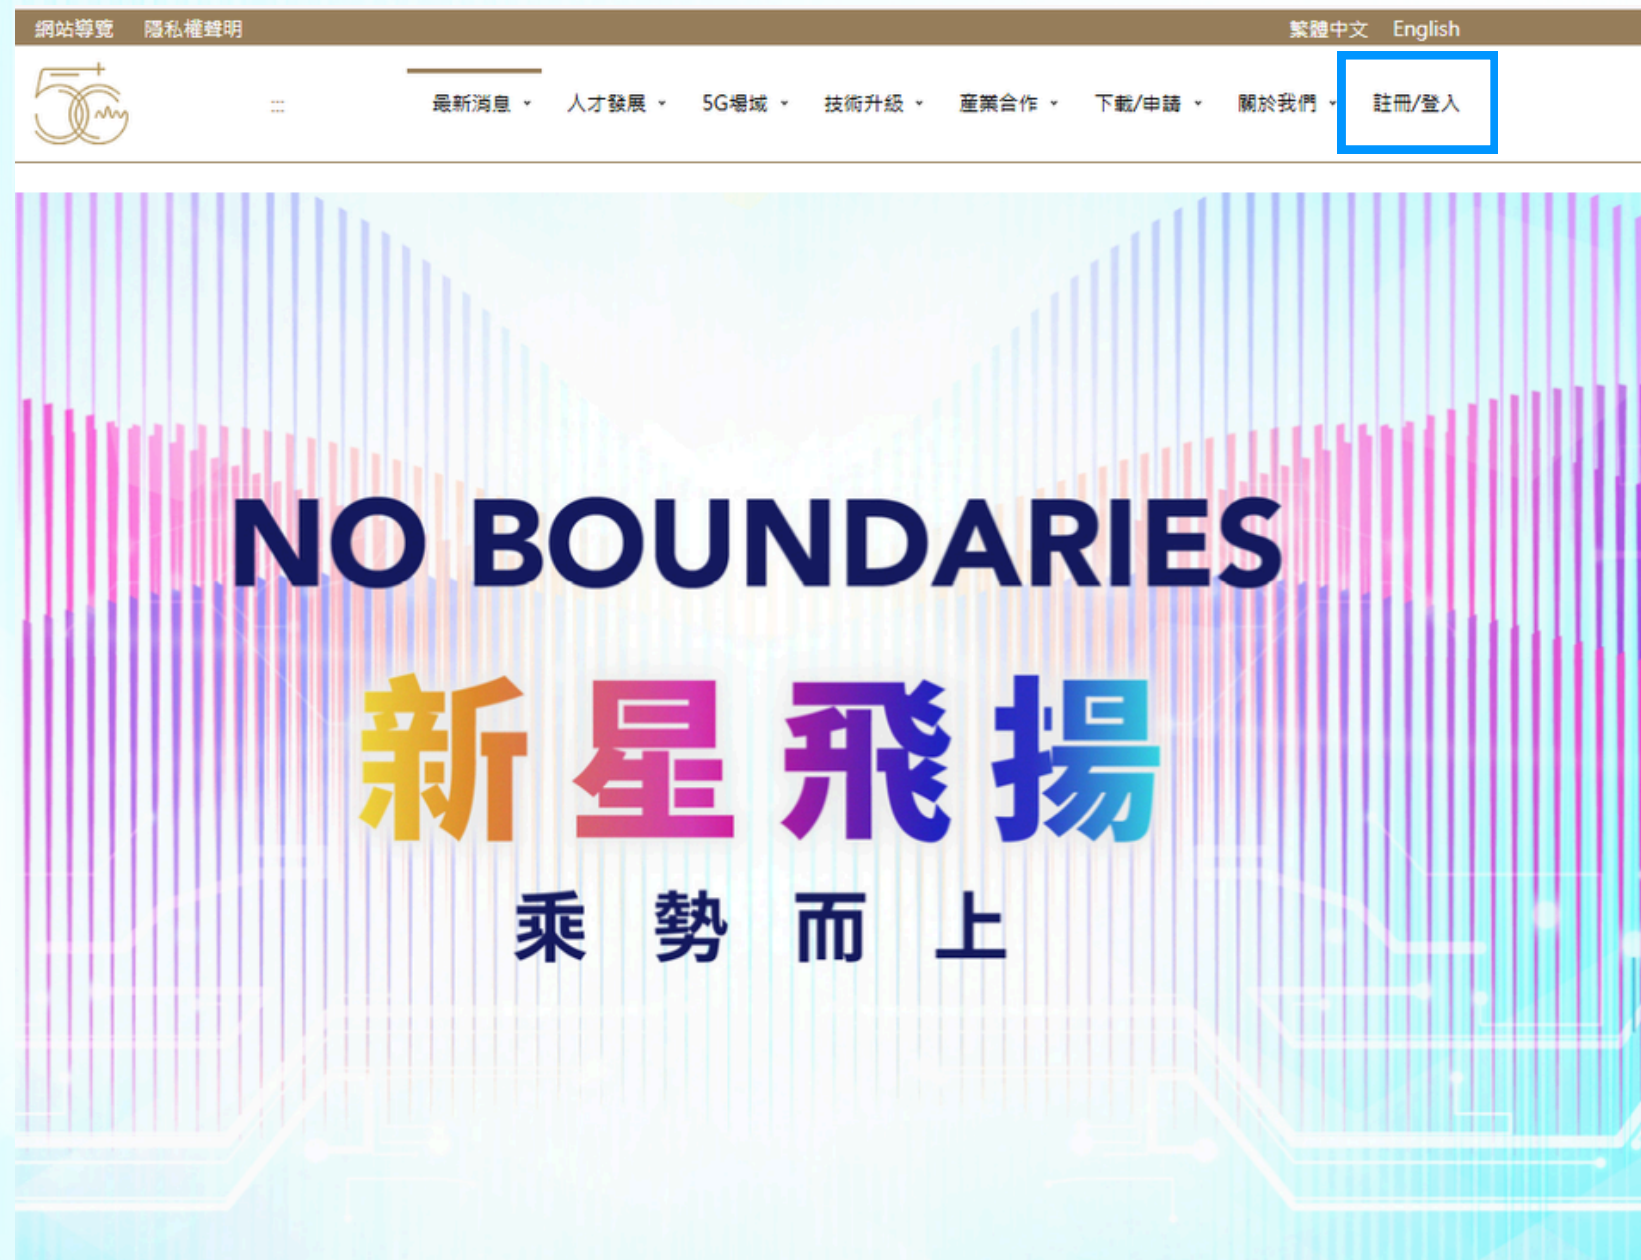 網站導覽 隱私權聲明 繁體中文 English
5G+
::: 最新消息 人才發展 5G場域 技術升級 產業合作 下載/申請 關於我們 註冊/登入
NO BOUNDARIES
新星飛揚
乘勢而上